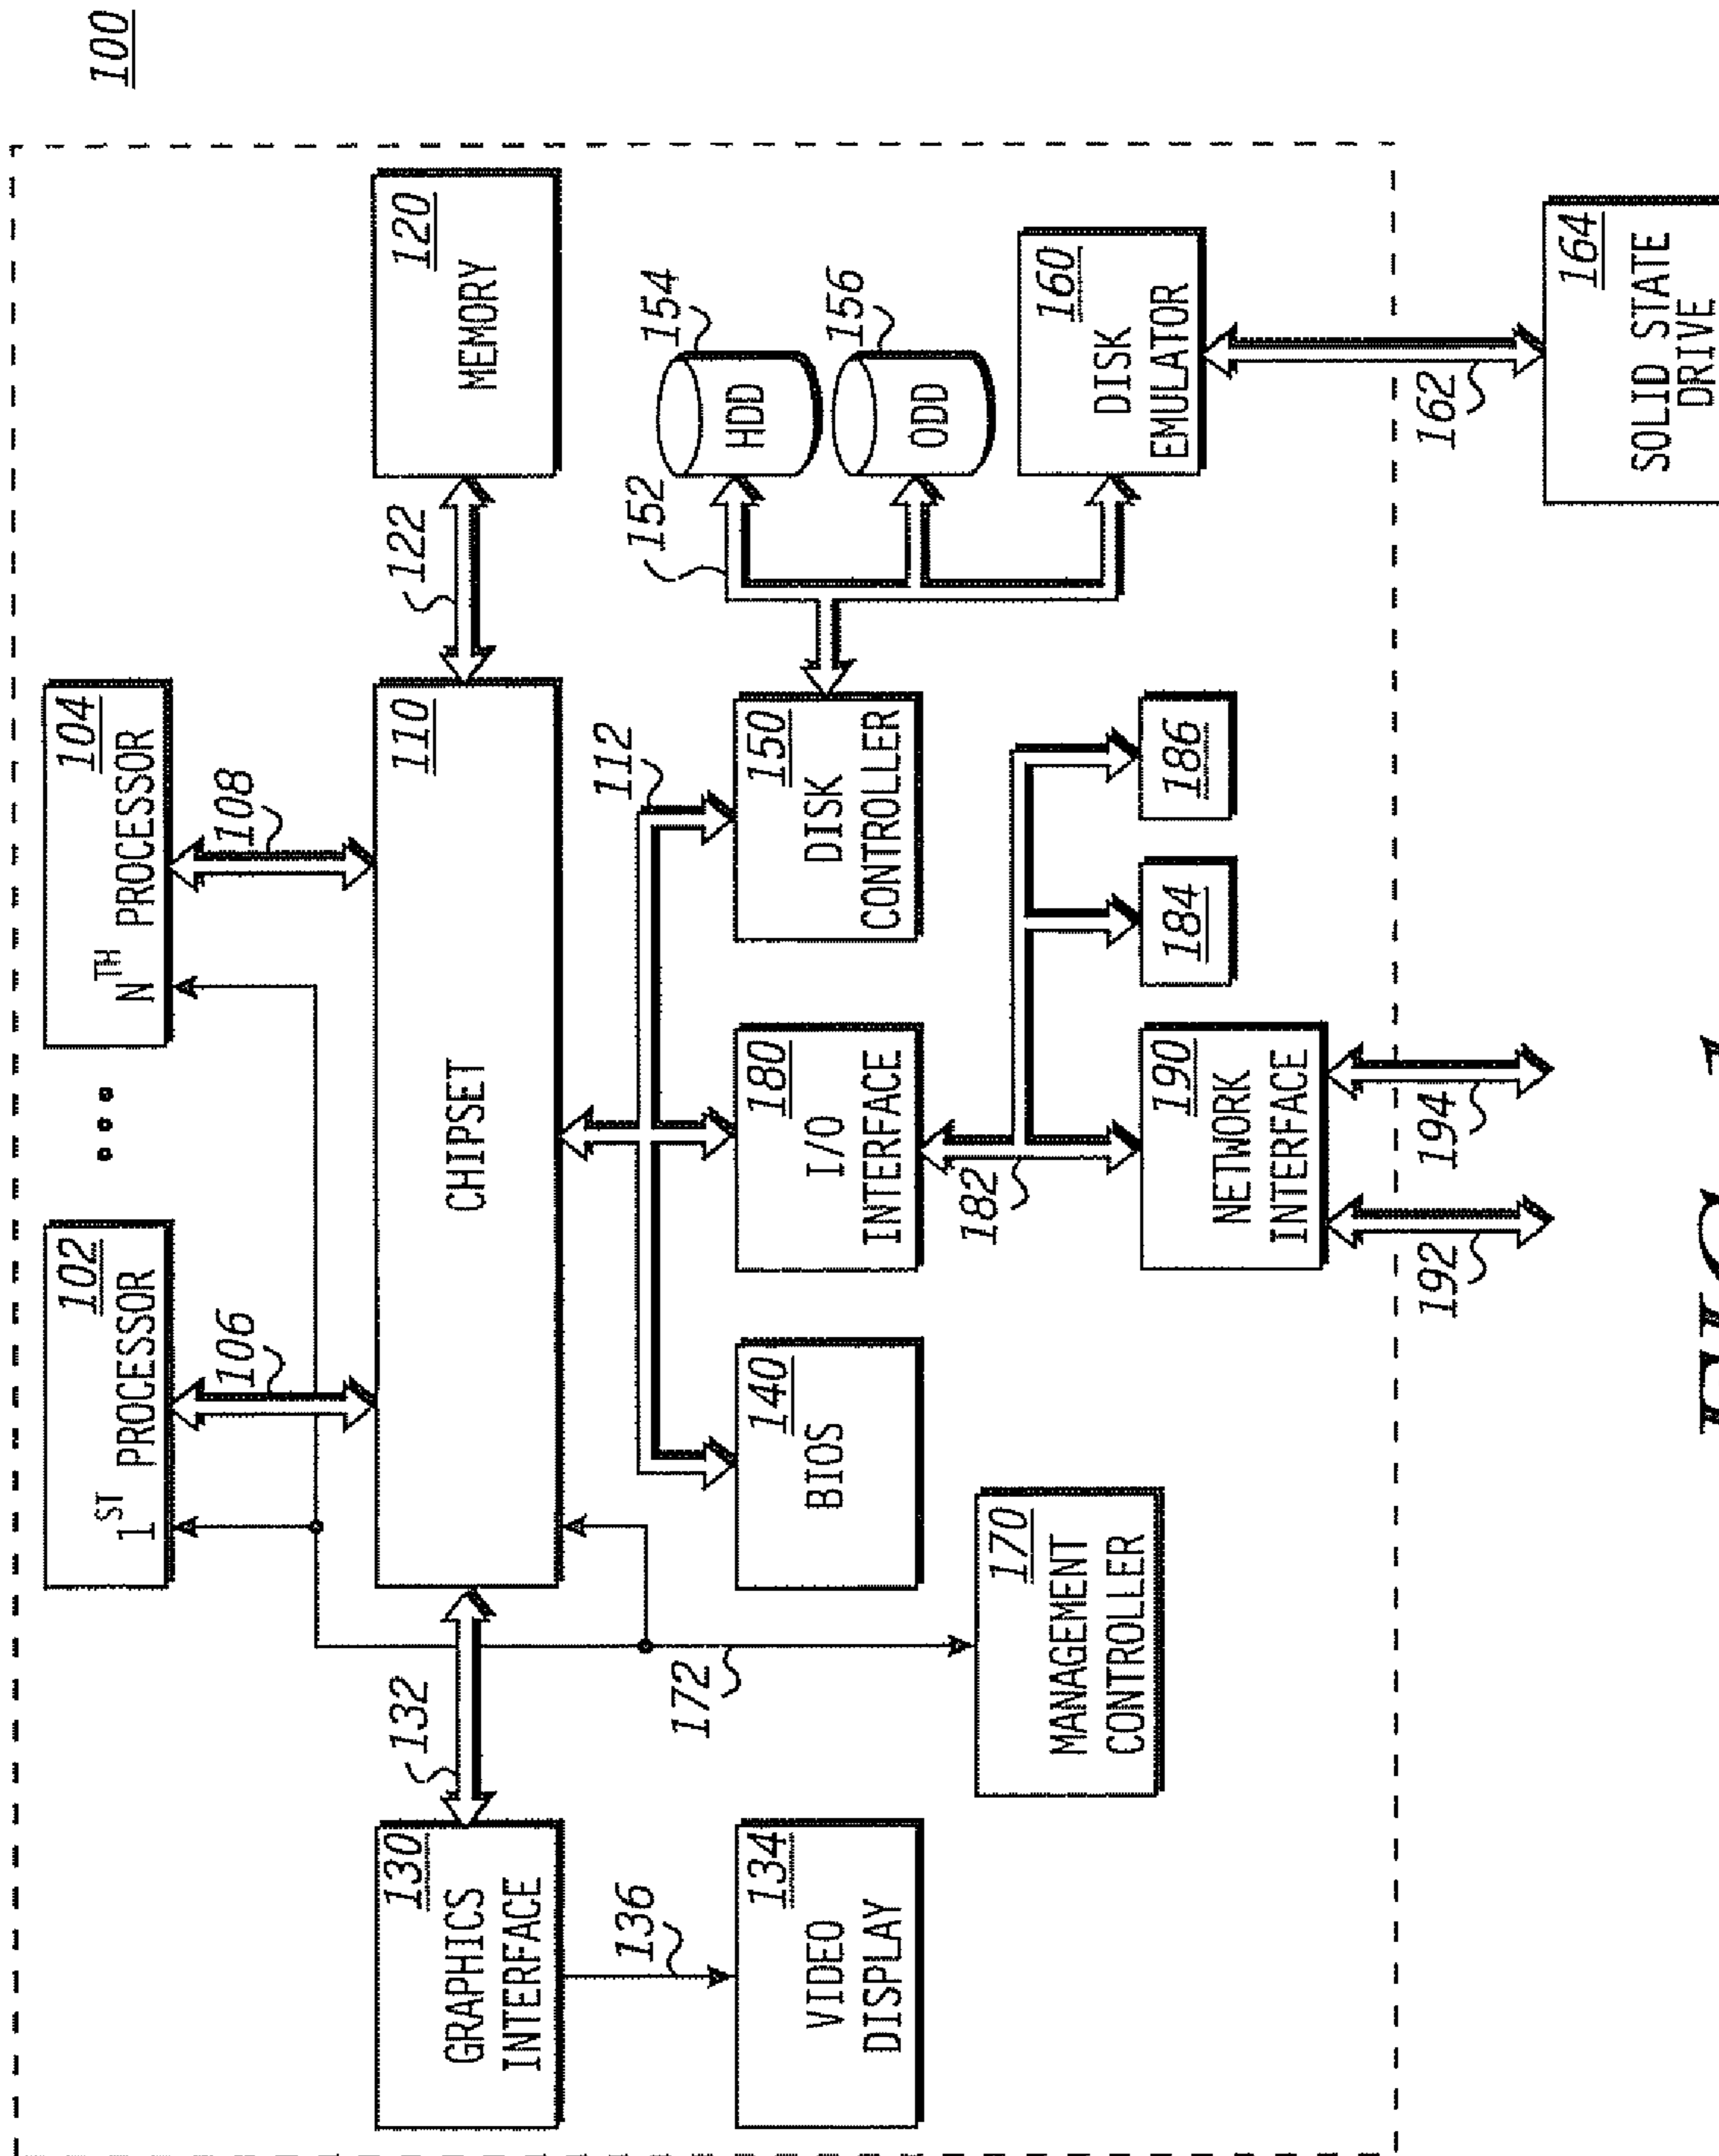 100
102
1ST PROCESSOR
104
NTH PROCESSOR
106
108
130
GRAPHICS
INTERFACE
132
110
CHIPSET
122
120
MEMORY
136
172
112
152
154
HDD
134
VIDEO
DISPLAY
140
BIOS
180
I/O
INTERFACE
150
DISK
CONTROLLER
156
ODD
170
MANAGEMENT
CONTROLLER
182
160
DISK
EMULATOR
190
NETWORK
INTERFACE
184
186
192
194
162
164
SOLID STATE
DRIVE